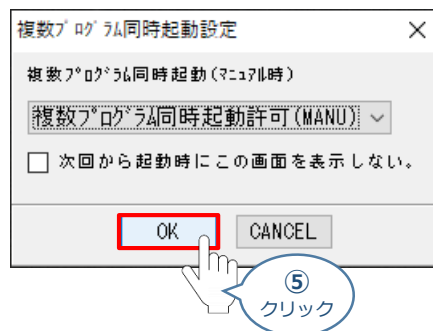 複数ﾌﾟﾛｸﾞﾗﾑ同時起動設定
複数ﾌﾟﾛｸﾞﾗﾑ同時起動(ﾏﾆｭｱﾙ時)
複数ﾌﾟﾛｸﾞﾗﾑ同時起動許可(MANU)
次回から起動時にこの画面を表示しない。
OK CANCEL
⑤
クリック